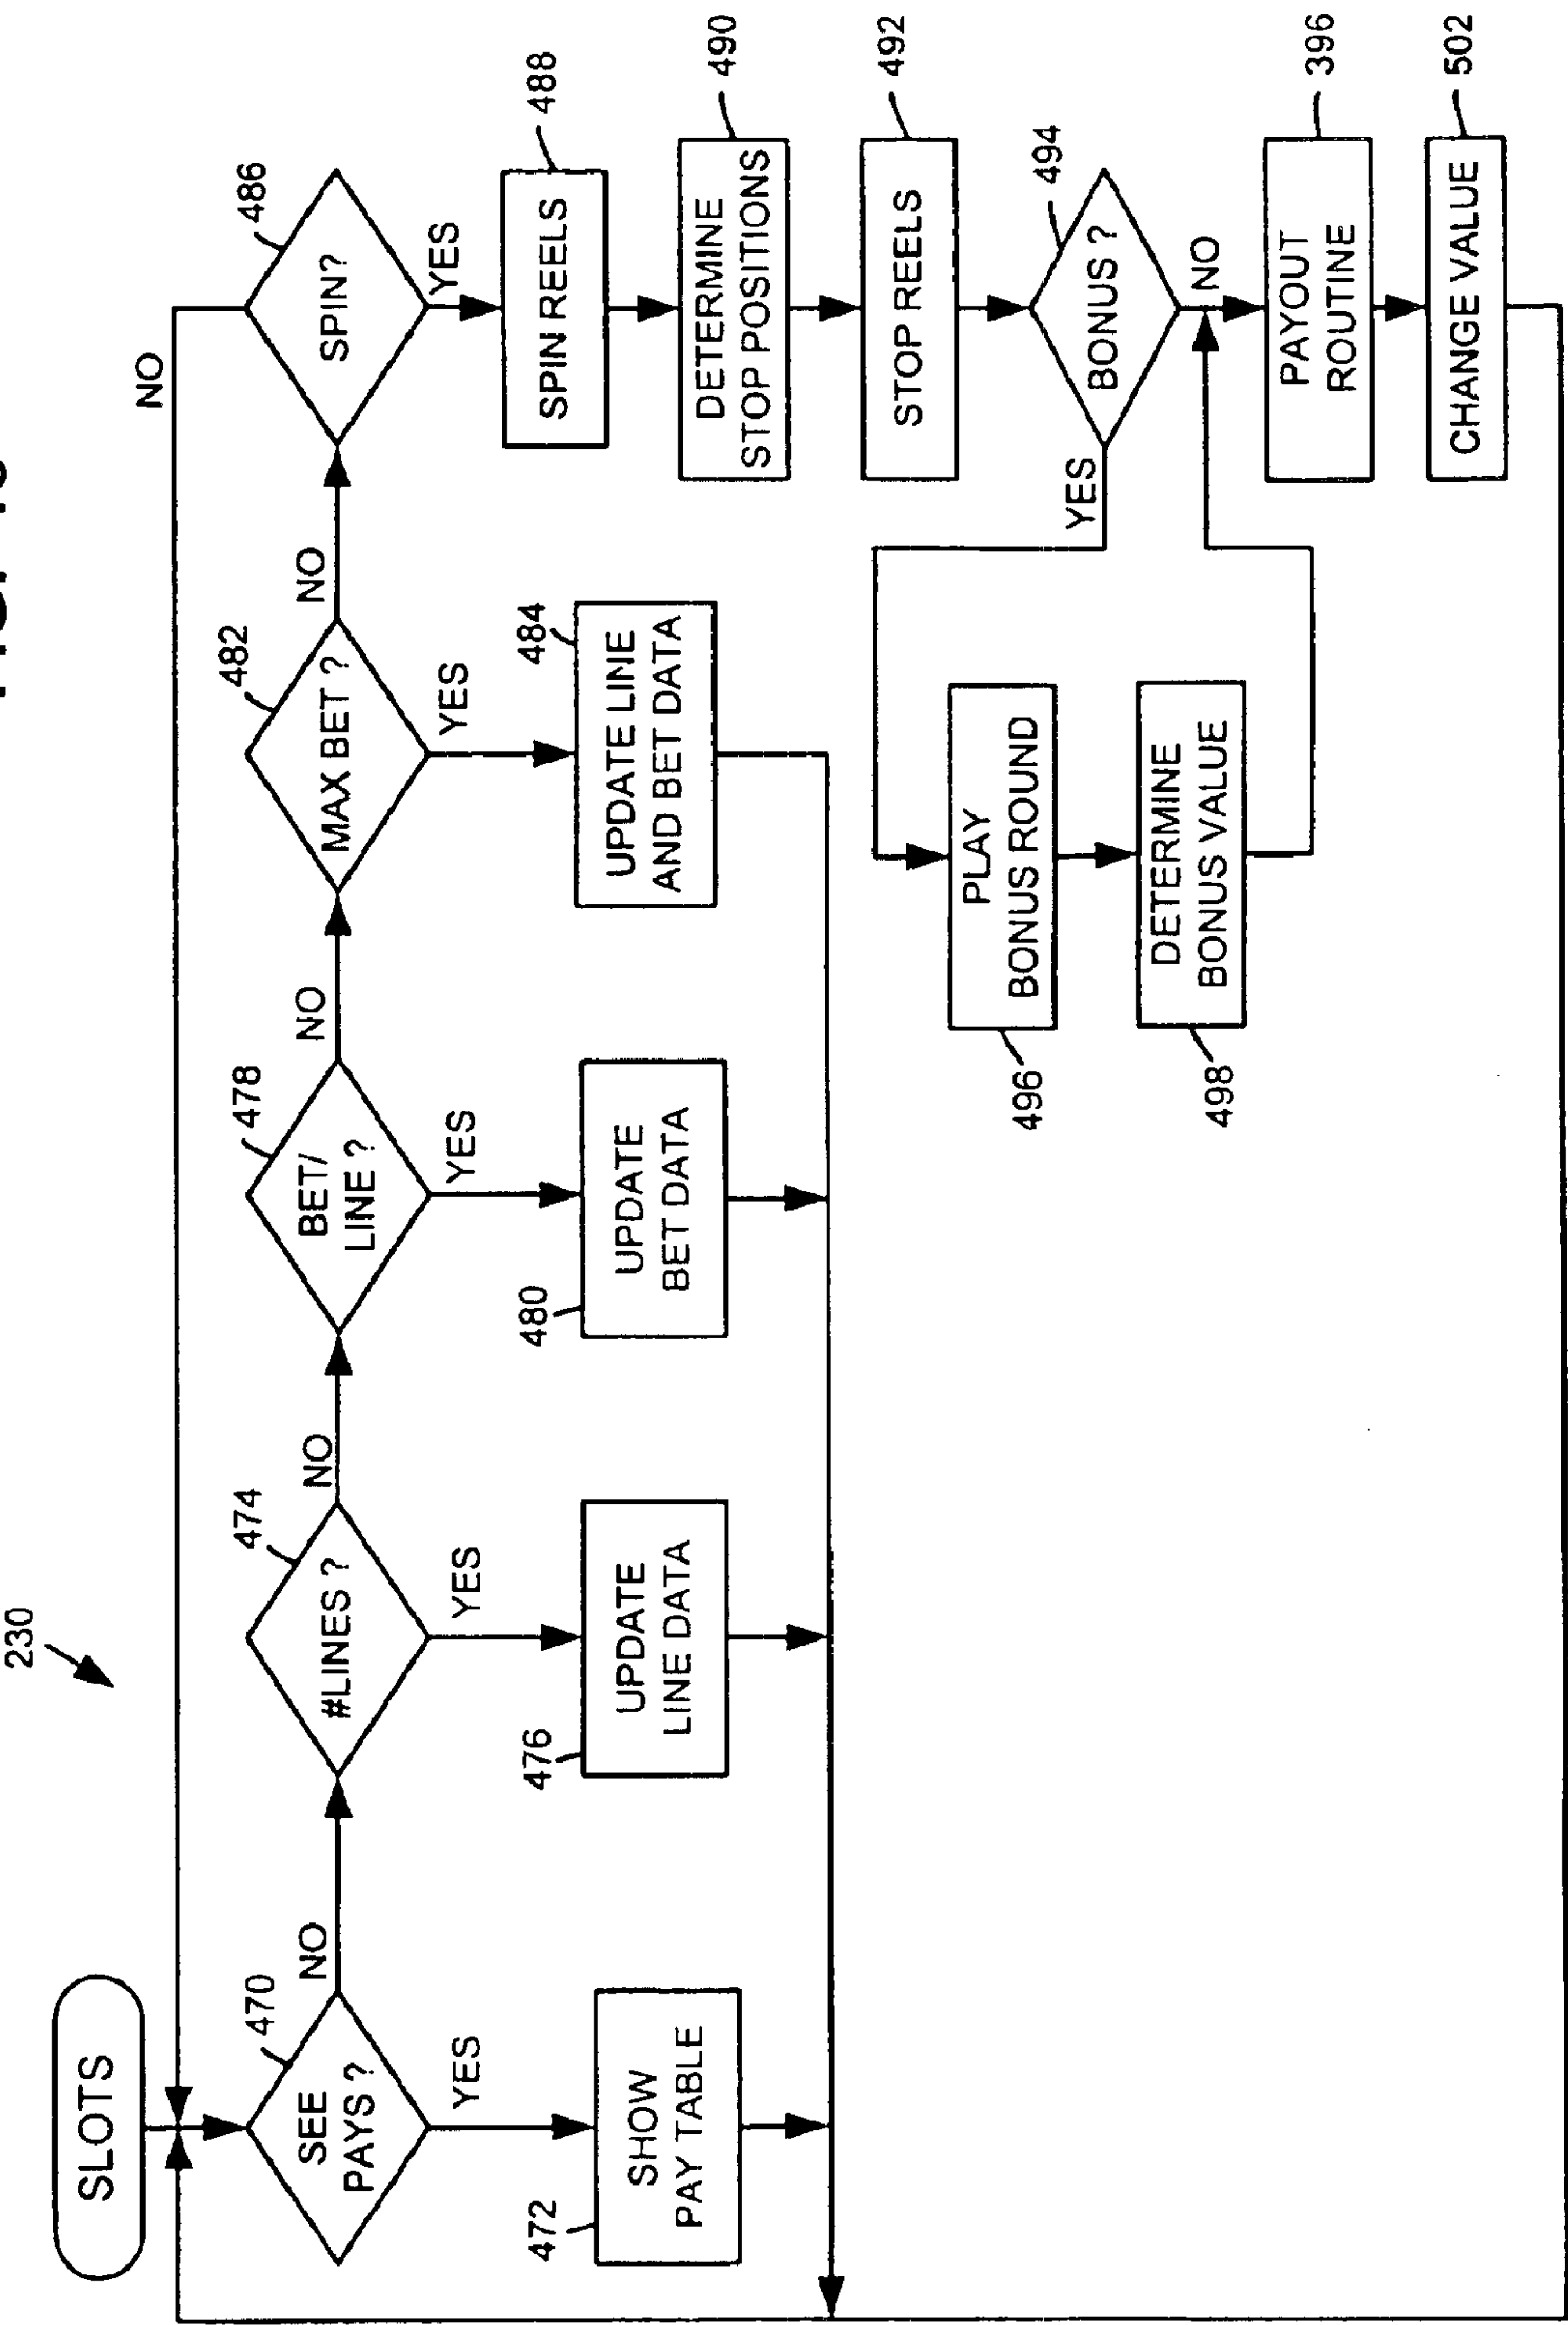 230
SLOTS
NO
470
SEE
PAYS ?
NO
YES
472
SHOW
PAY TABLE
474
#LINES ?
NO
YES
476
UPDATE
LINE DATA
478
BET/
LINE ?
NO
YES
480
UPDATE
BET DATA
482
MAX BET ?
NO
YES
484
UPDATE LINE
AND BET DATA
486
SPIN?
YES
488
SPIN REELS
490
DETERMINE
STOP POSITIONS
492
STOP REELS
494
BONUS ?
YES
NO
496
PLAY
BONUS ROUND
498
DETERMINE
BONUS VALUE
396
PAYOUT
ROUTINE
502
CHANGE VALUE